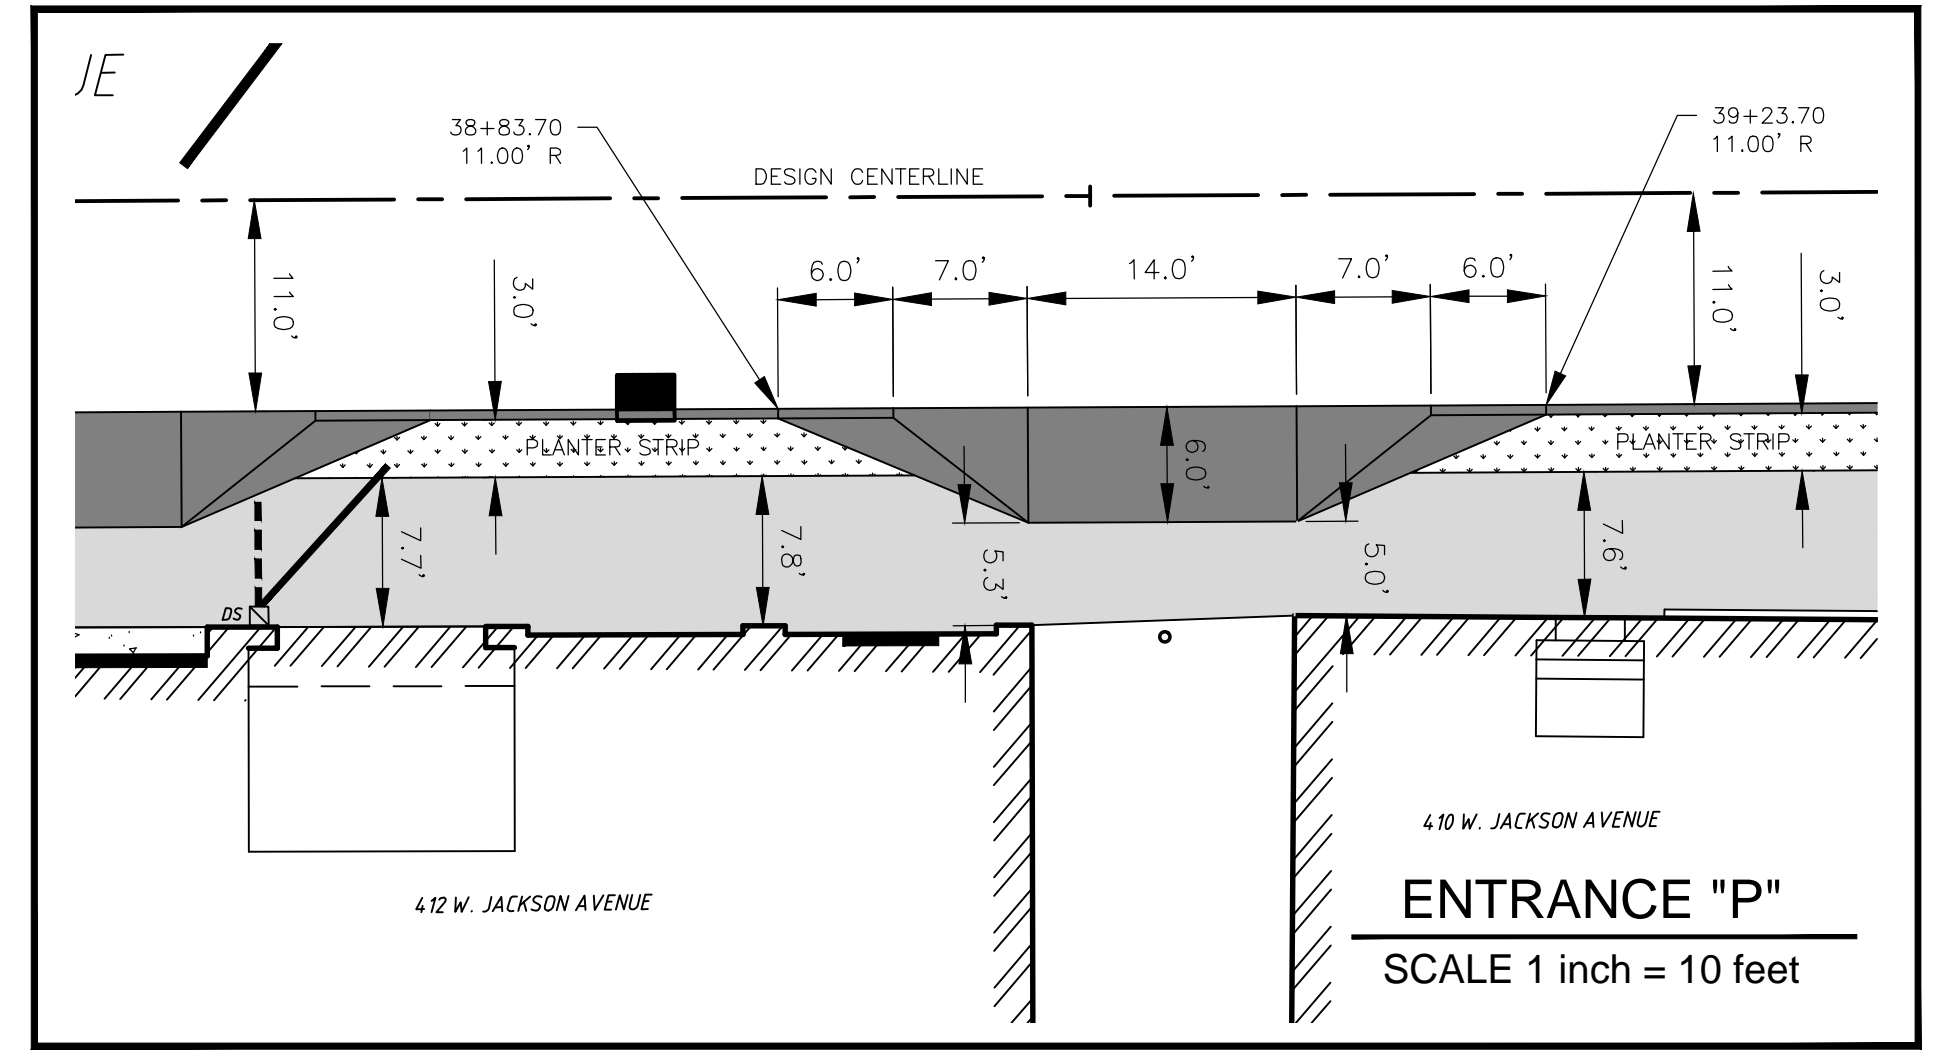 UE
38+83.70
11.00' R
39+23.70
11.00' R
DESIGN CENTERLINE
11.0'
3.0'
6.0'
7.0'
14.0'
7.0'
6.0'
11.0'
3.0'
PLANTER STRIP
6.0'
PLANTER STRIP
7.7'
7.8'
5.3'
5.0'
7.6'
DS
410 W. JACKSON AVENUE
412 W. JACKSON AVENUE
ENTRANCE "P"
SCALE 1 inch = 10 feet